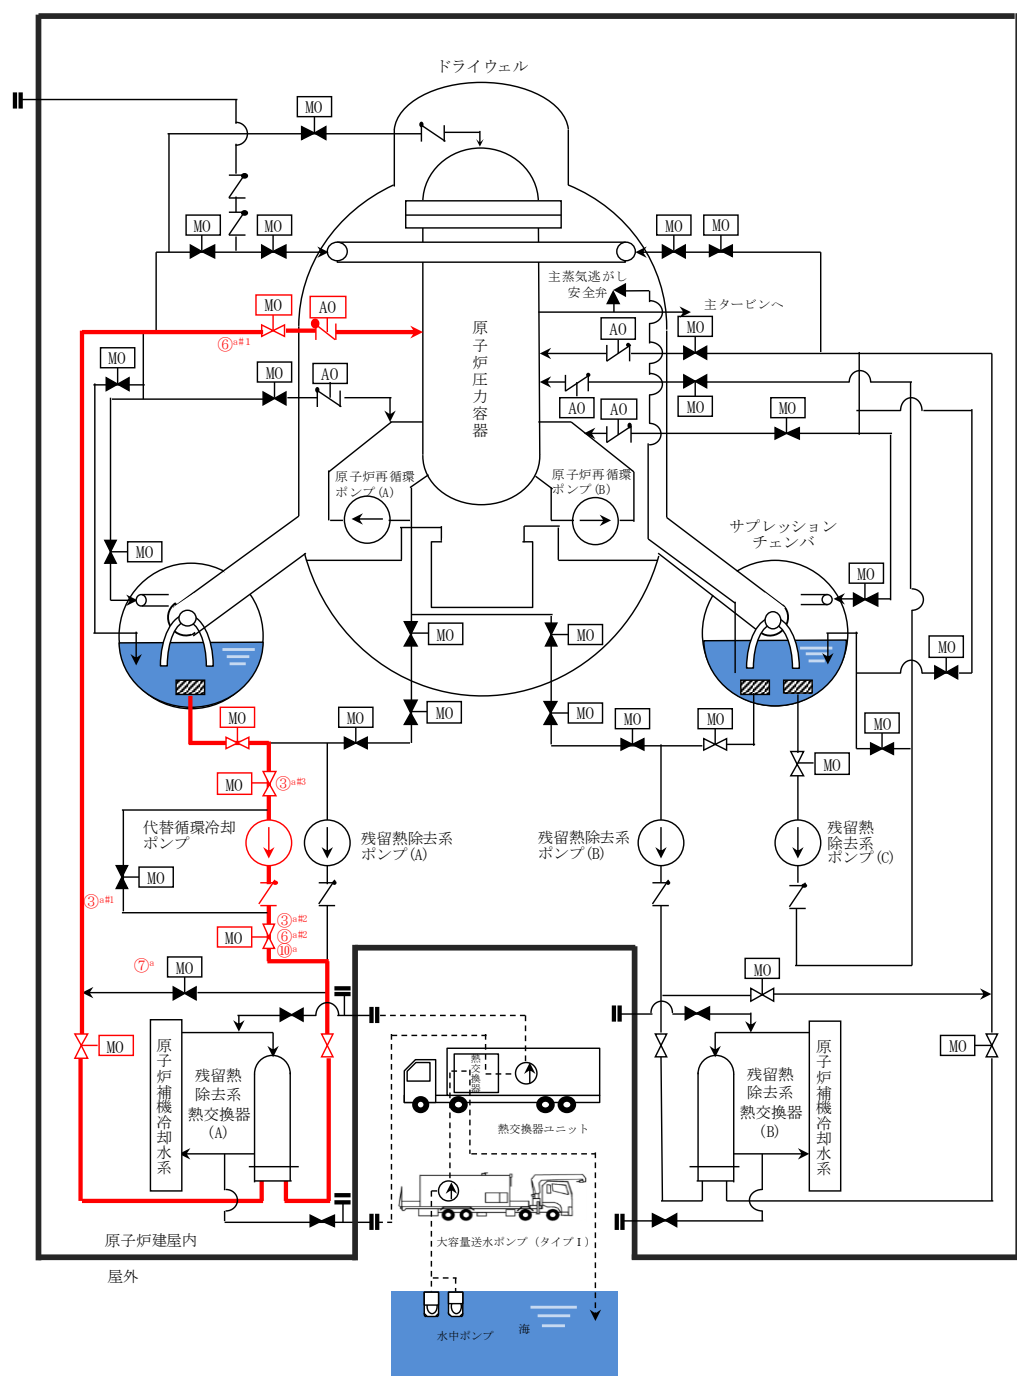 ドライウェル
MO
MO
MO
MO
MO
主蒸気逃がし
安全弁
主タービンへ
MO
AO
⑥a#1
原子炉圧力容器
AO
MO
MO
MO
AO
AO
MO
AO
MO
MO
原子炉再循環
ポンプ(A)
原子炉再循環
ポンプ(B)
サプレッション
チェンバ
MO
MO
MO
MO
MO
MO
MO
MO
MO
MO
MO
MO
MO
MO
③a#3
代替循環冷却
ポンプ
残留熱除去系
ポンプ(A)
残留熱除去系
ポンプ(B)
残留熱
除去系
ポンプ(C)
MO
③a#1
MO
③a#2
⑥a#2
⑩a
⑦a
MO
MO
MO
MO
原子炉補機冷却水系
残留熱
除去系
熱交換器
(A)
熱交換器
熱交換器ユニット
残留熱
除去系
熱交換器
(B)
原子炉補機冷却水系
大容量送水ポンプ（タイプⅠ）
原子炉建屋内
屋外
水中ポンプ
海